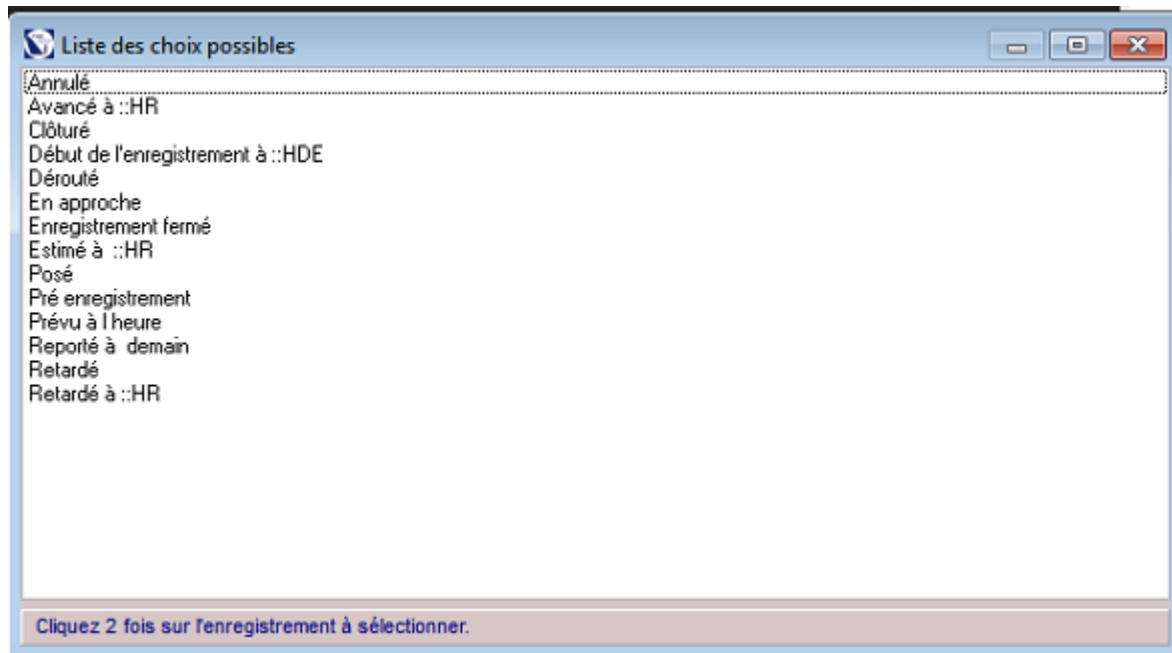 Liste des choix possibles
Annulé
Avancé à ::HR
Clôturé
Début de l'enregistrement à ::HDE
Dérouté
En approche
Enregistrement fermé
Estimé à  ::HR
Posé
Pré enregistrement
Prévu à l heure
Reporté à  demain
Retardé
Retardé à ::HR
Cliquez 2 fois sur l'enregistrement à sélectionner.